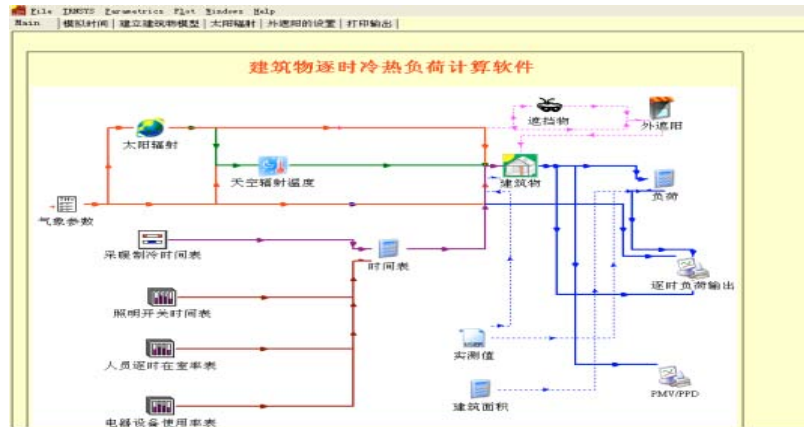 File TRNSYS Parametrics Plot Windows Help
Main 模拟时间 建立建筑物模型 太阳辐射 外遮阳的设置 打印输出
建筑物逐时冷热负荷计算软件
遮挡物
外遮阳
太阳辐射
天空辐射温度
建筑物
负荷
气象参数
采暖制冷时间表
时间表
逐时负荷输出
照明开关时间表
实测值
人员逐时在室率表
PMV/PPD
建筑面积
电器设备使用率表